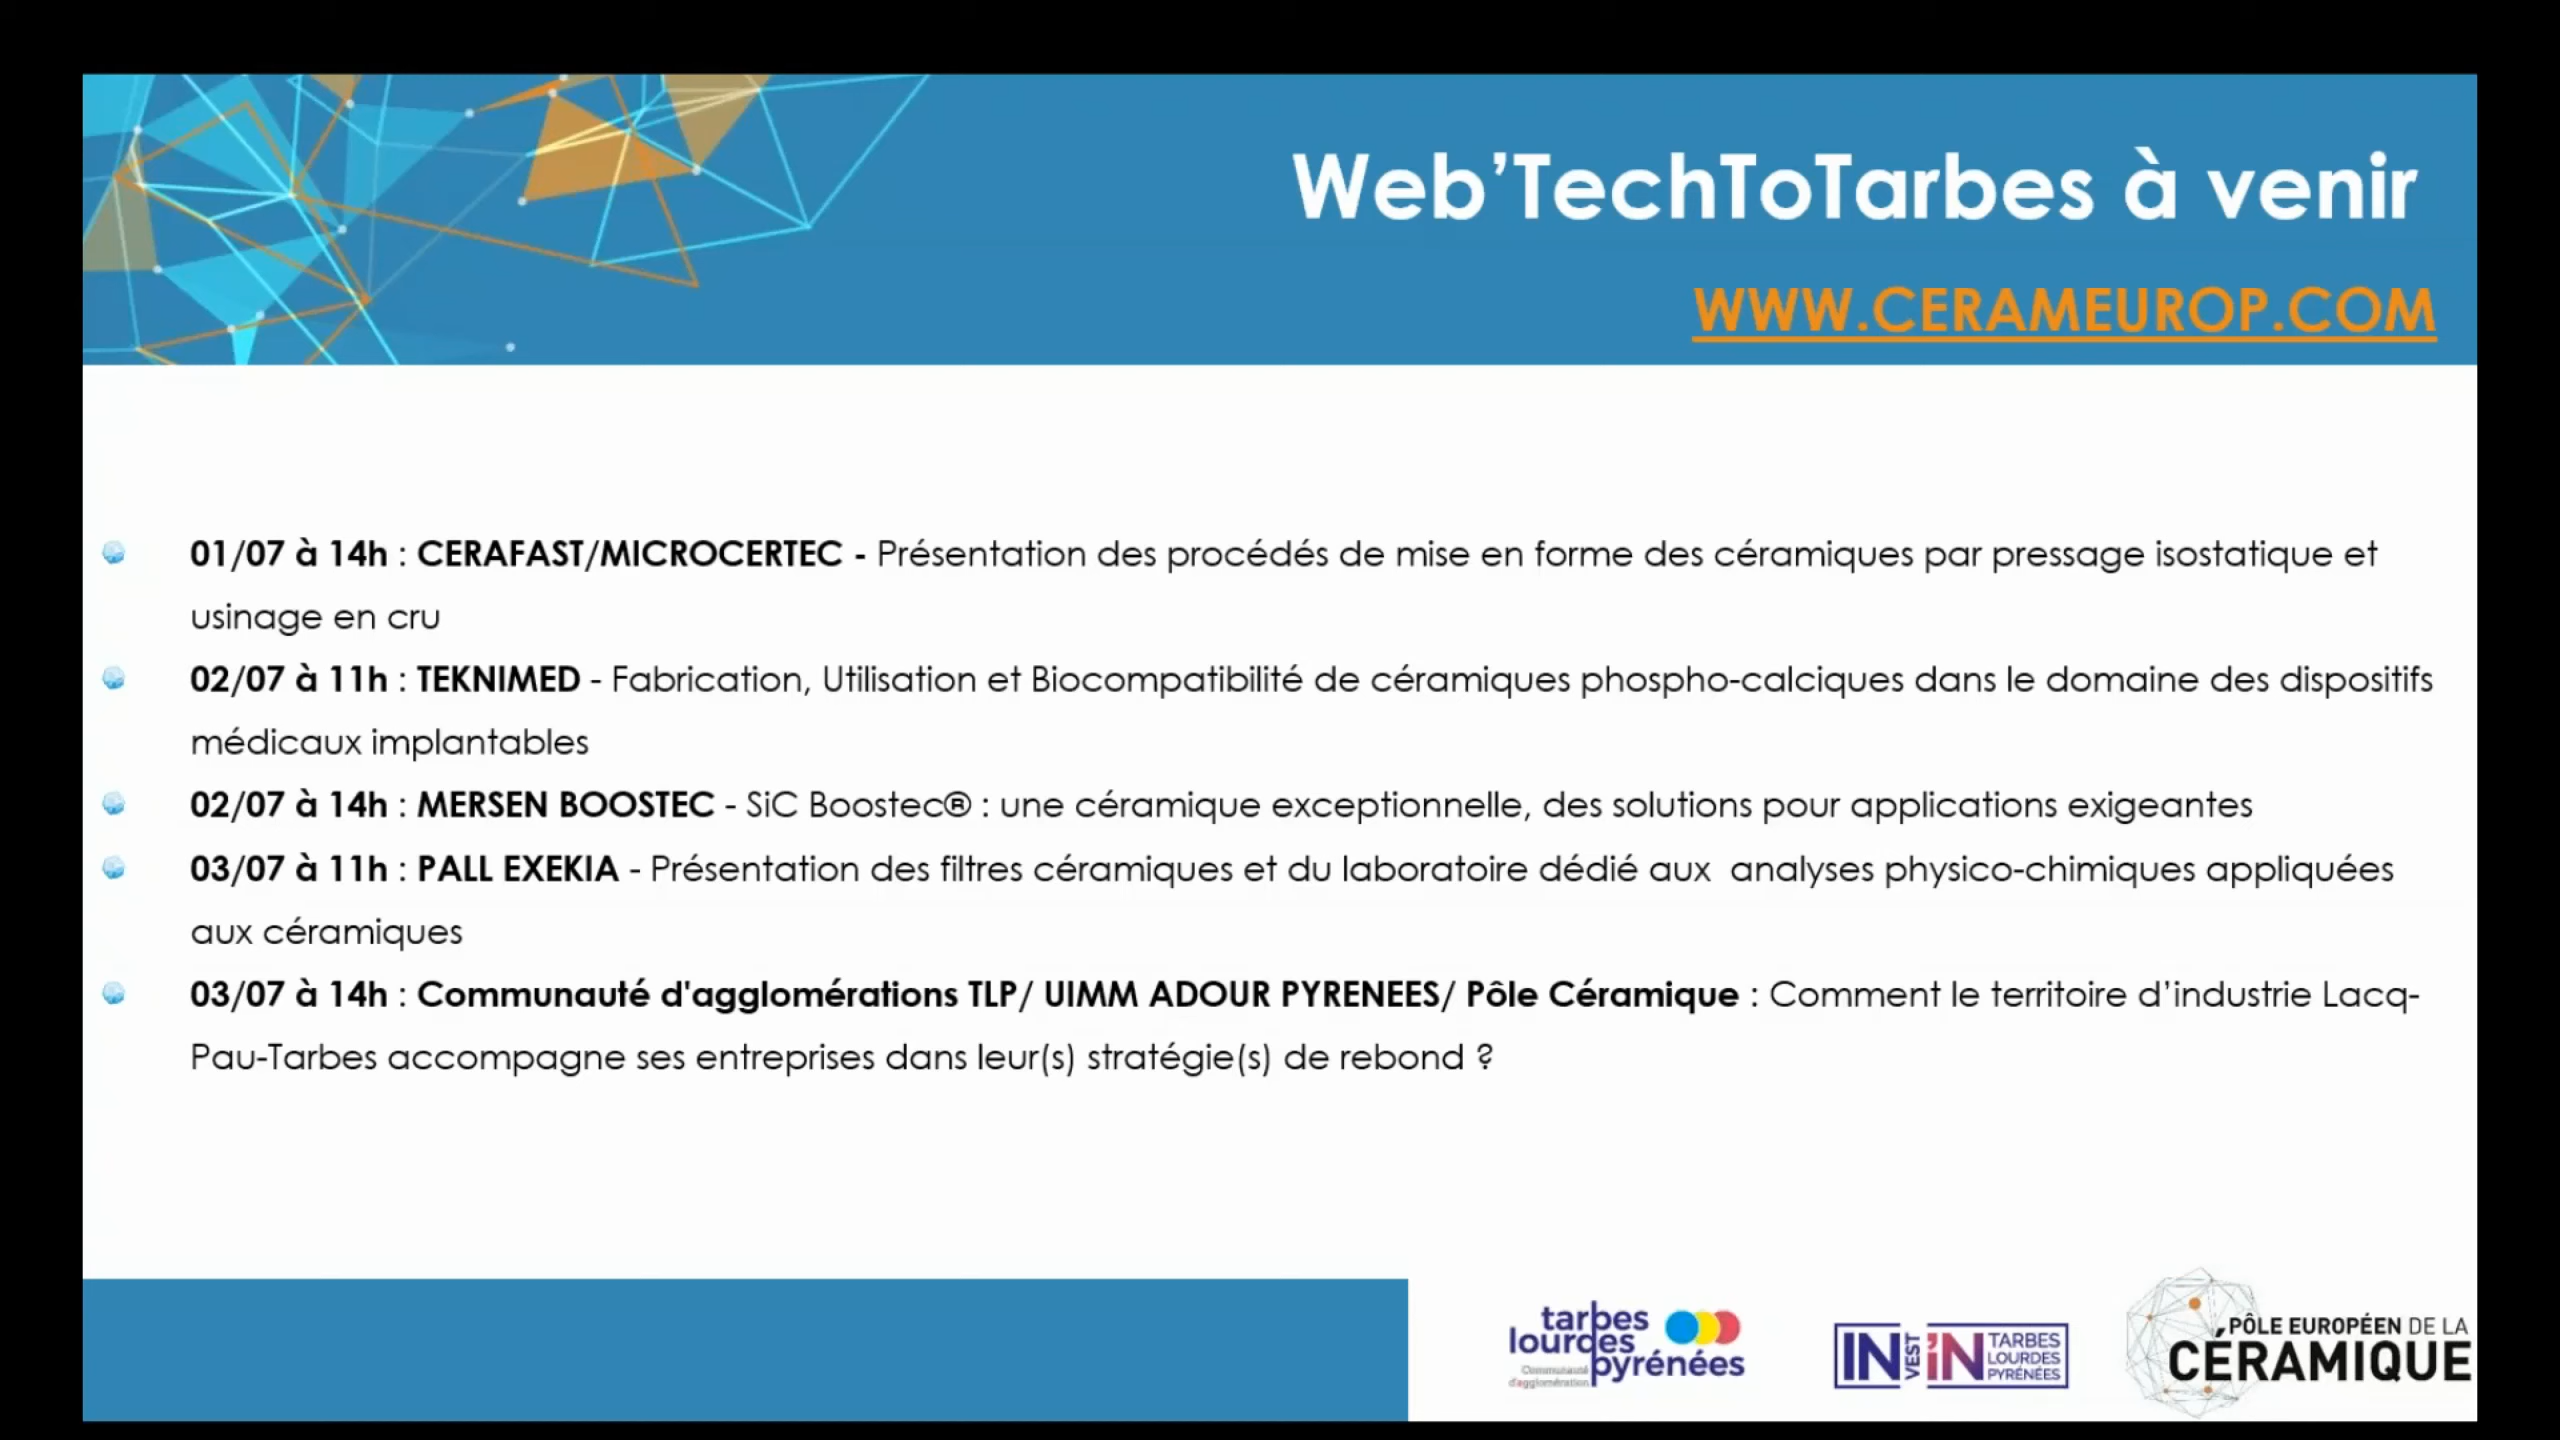 Web’TechToTarbes à venir
WWW.CERAMEUROP.COM
01/07 à 14h : CERAFAST/MICROCERTEC - Présentation des procédés de mise en forme des céramiques par pressage isostatique et
usinage en cru
02/07 à 11h : TEKNIMED - Fabrication, Utilisation et Biocompatibilité de céramiques phospho-calciques dans le domaine des dispositifs
médicaux implantables
02/07 à 14h : MERSEN BOOSTEC - SiC Boostec® : une céramique exceptionnelle, des solutions pour applications exigeantes
03/07 à 11h : PALL EXEKIA - Présentation des filtres céramiques et du laboratoire dédié aux  analyses physico-chimiques appliquées
aux céramiques
03/07 à 14h : Communauté d'agglomérations TLP/ UIMM ADOUR PYRENEES/ Pôle Céramique : Comment le territoire d’industrie Lacq-
Pau-Tarbes accompagne ses entreprises dans leur(s) stratégie(s) de rebond ?
tarbes
lourdes
pyrénées
Communauté
d'agglomération
INVEST 'iN
TARBES
LOURDES
PYRÉNÉES
PÔLE EUROPÉEN DE LA
CÉRAMIQUE